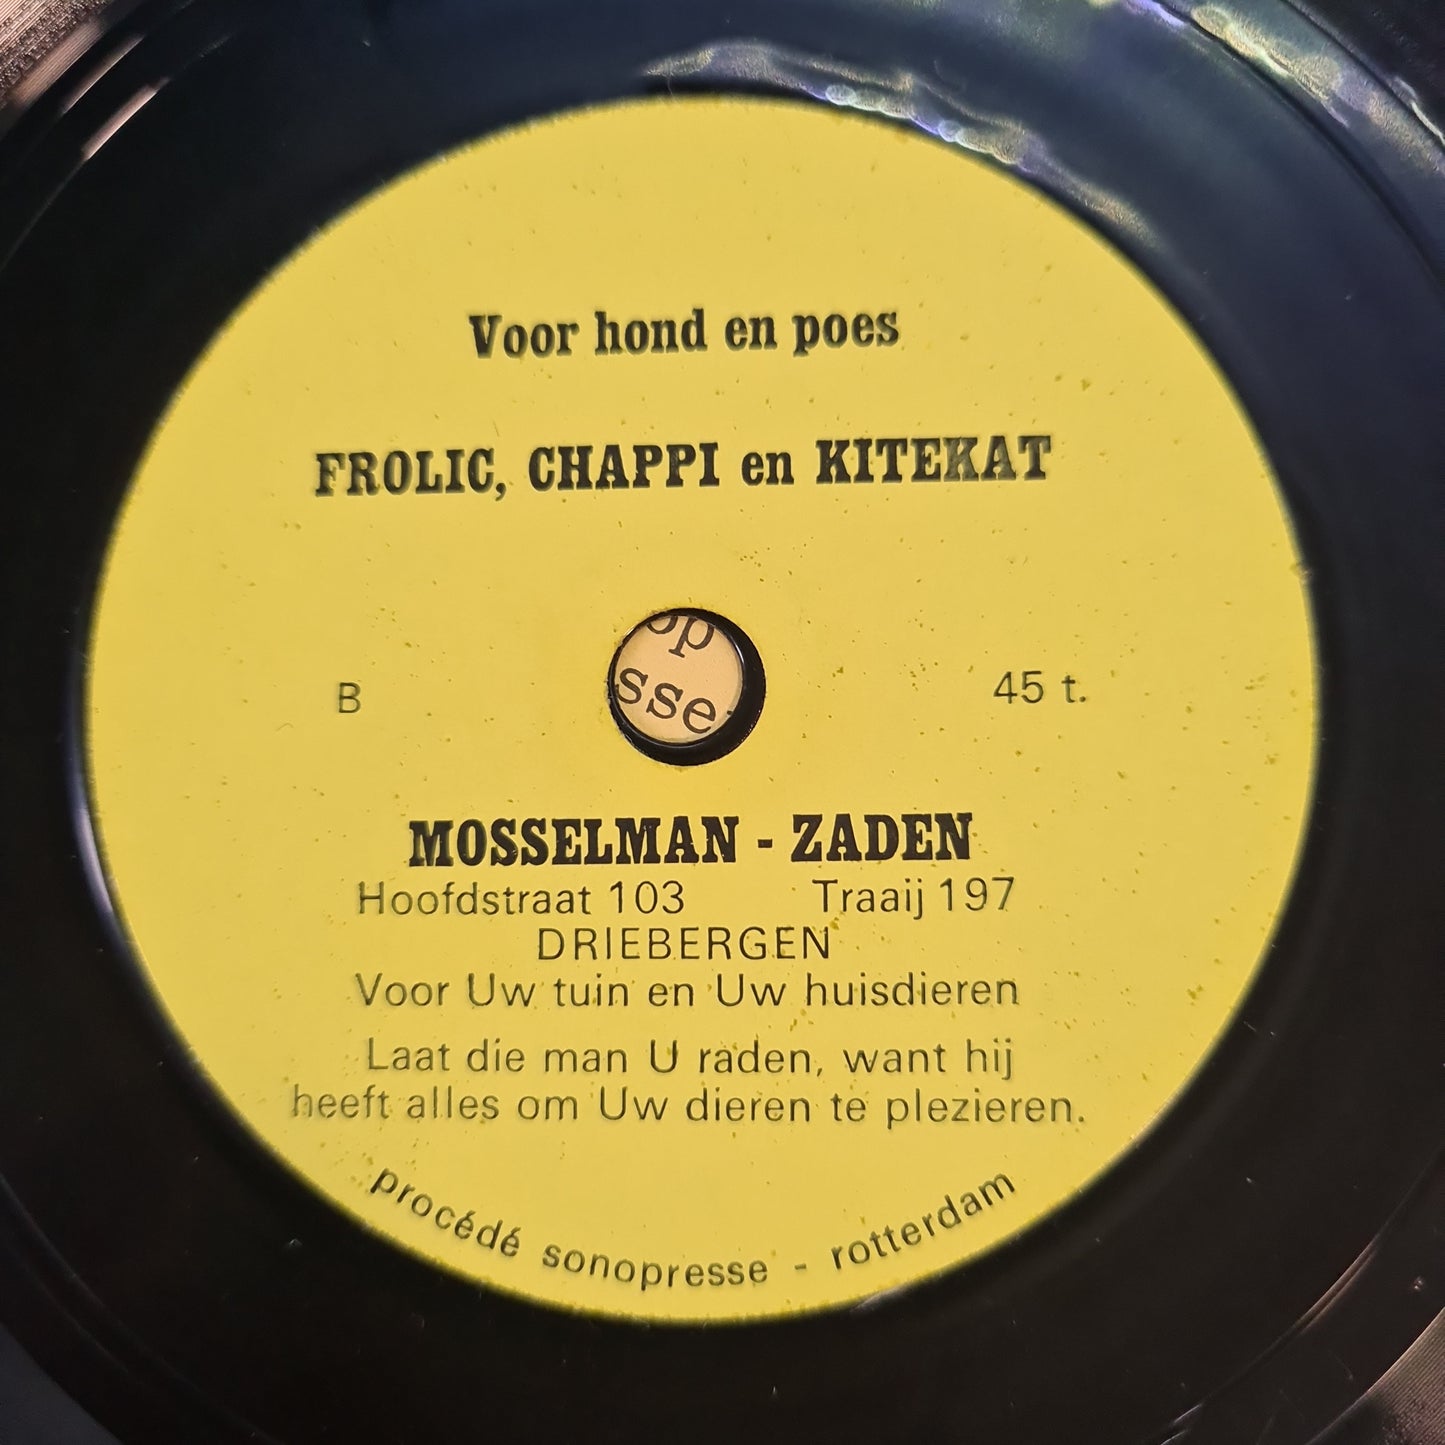 Voor hond en poes
FROLIC, CHAPPI en KITEKAT
op
sse
B 45 t.
MOSSELMAN - ZADEN
Hoofdstraat 103 Traaij 197
DRIEBERGEN
Voor Uw tuin en Uw huisdieren
Laat die man U raden, want hij
heeft alles om Uw dieren te plezieren.
procédé sonopresse - rotterdam